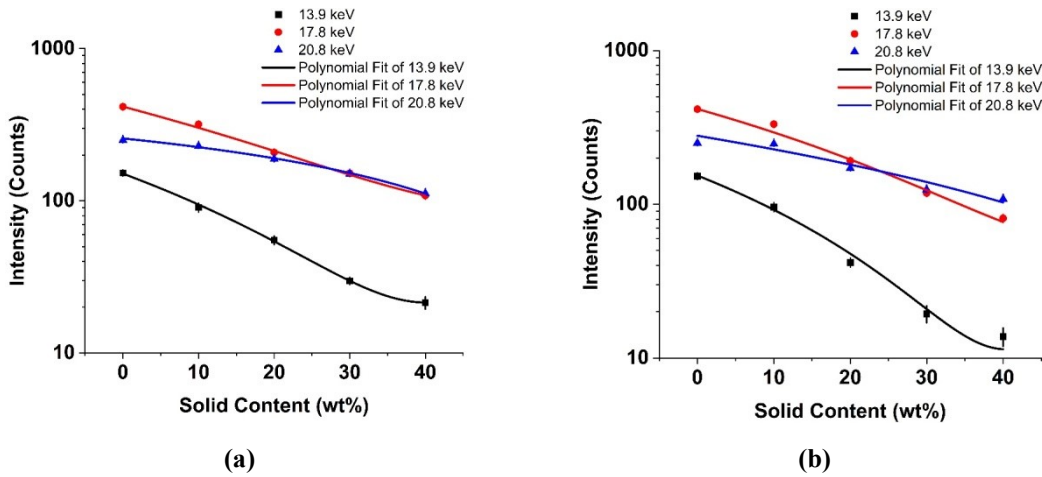 13.9 keV
17.8 keV
20.8 keV
Polynomial Fit of 13.9 keV
Polynomial Fit of 17.8 keV
Polynomial Fit of 20.8 keV
1000
100
10
Intensity (Counts)
0 10 20 30 40
Solid Content (wt%)
(a)
13.9 keV
17.8 keV
20.8 keV
Polynomial Fit of 13.9 keV
Polynomial Fit of 17.8 keV
Polynomial Fit of 20.8 keV
1000
100
10
Intensity (Counts)
0 10 20 30 40
Solid Content (wt%)
(b)